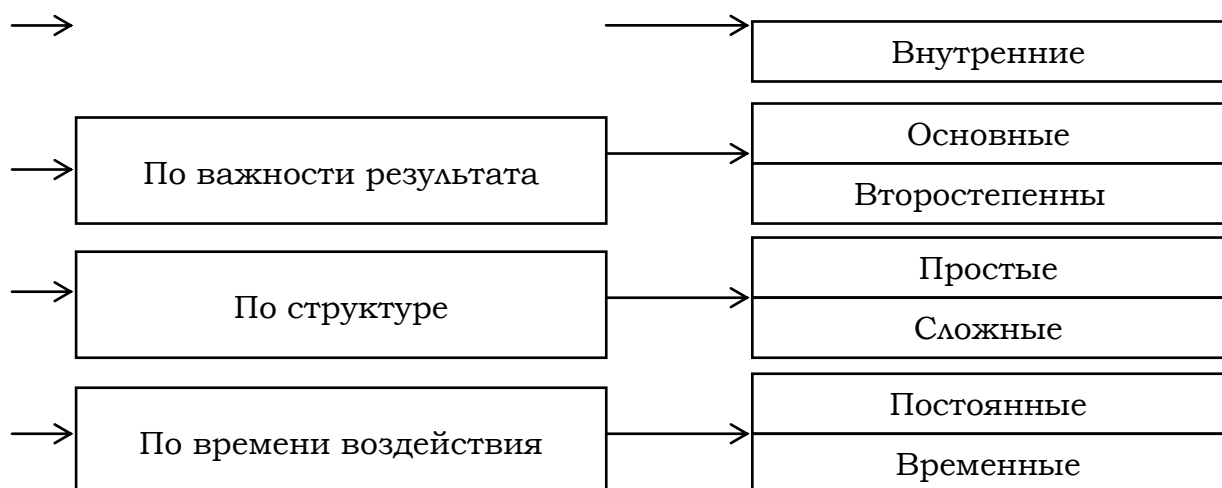 Внутренние
По важности результата
Основные
Второстепенны
По структуре
Простые
Сложные
По времени воздействия
Постоянные
Временные